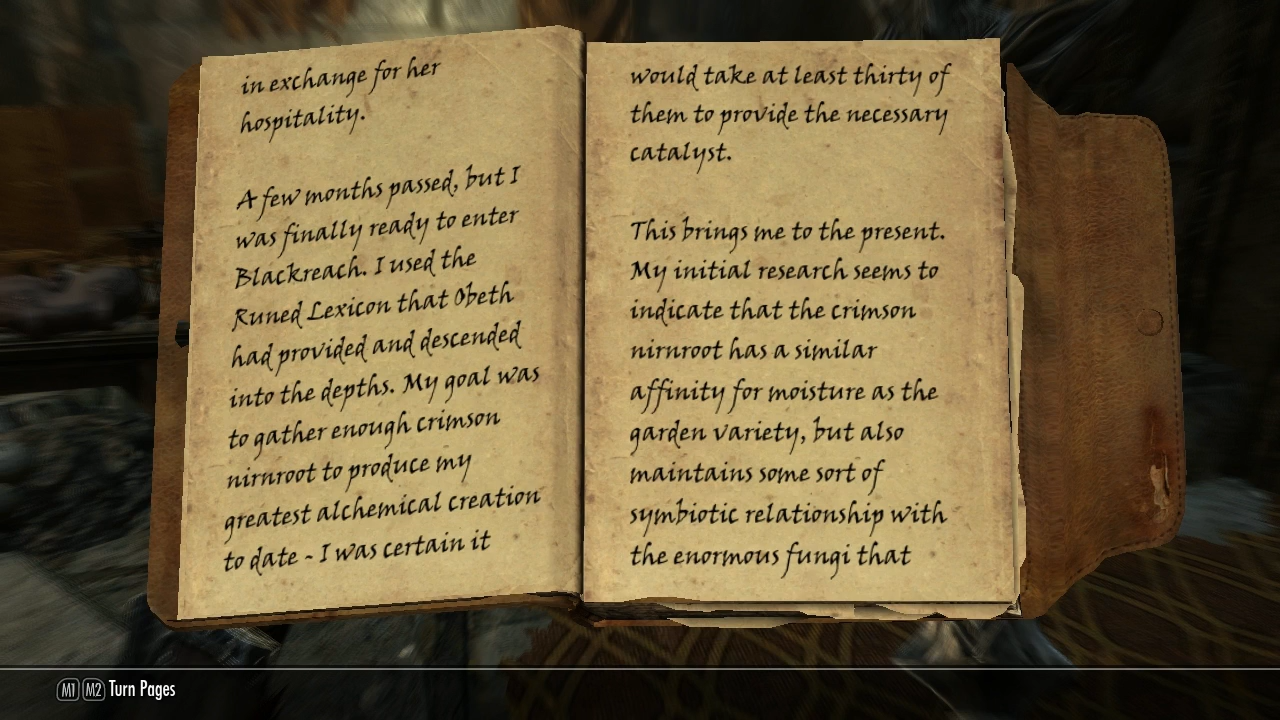 in exchange for her
hospitality.
A few months passed, but I
was finally ready to enter
Blackreach. I used the
Runed Lexicon that Obeth
had provided and descended
into the depths. My goal was
to gather enough crimson
nirnroot to produce my
greatest alchemical creation
to date - I was certain it
would take at least thirty of
them to provide the necessary
catalyst.
This brings me to the present.
My initial research seems to
indicate that the crimson
nirnroot has a similar
affinity for moisture as the
garden variety, but also
maintains some sort of
symbiotic relationship with
the enormous fungi that
M1 M2 Turn Pages